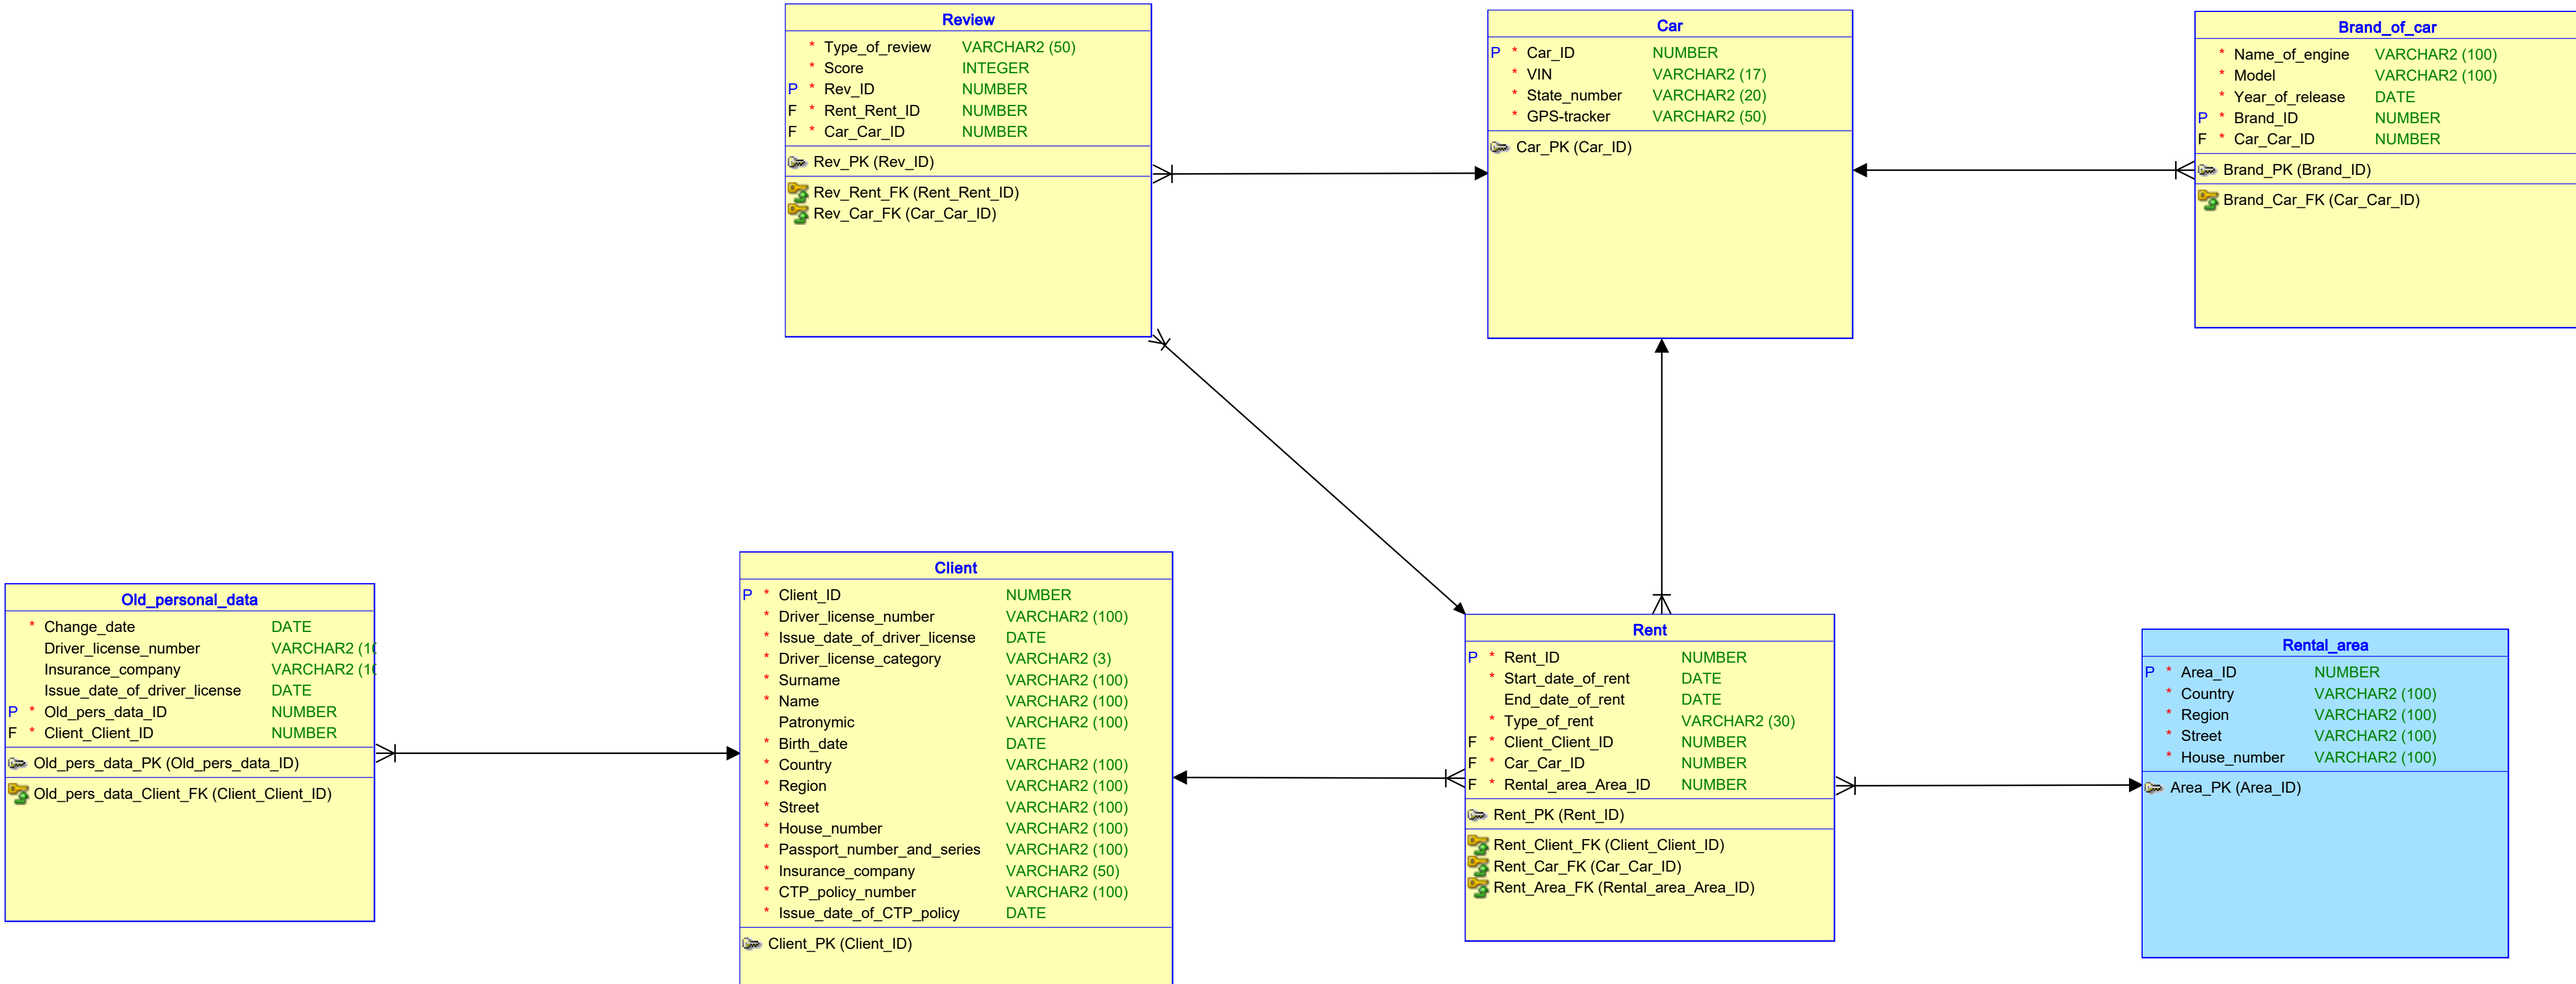 Review
* Type_of_review VARCHAR2 (50)
* Score INTEGER
P * Rev_ID NUMBER
F * Rent_Rent_ID NUMBER
F * Car_Car_ID NUMBER
Rev_PK (Rev_ID)
Rev_Rent_FK (Rent_Rent_ID)
Rev_Car_FK (Car_Car_ID)
Car
P * Car_ID NUMBER
* VIN VARCHAR2 (17)
* State_number VARCHAR2 (20)
* GPS-tracker VARCHAR2 (50)
Car_PK (Car_ID)
Brand_of_car
* Name_of_engine VARCHAR2 (100)
* Model VARCHAR2 (100)
* Year_of_release DATE
P * Brand_ID NUMBER
F * Car_Car_ID NUMBER
Brand_PK (Brand_ID)
Brand_Car_FK (Car_Car_ID)
Old_personal_data
* Change_date DATE
Driver_license_number VARCHAR2 (1
Insurance_company VARCHAR2 (1
Issue_date_of_driver_license DATE
P * Old_pers_data_ID NUMBER
F * Client_Client_ID NUMBER
Old_pers_data_PK (Old_pers_data_ID)
Old_pers_data_Client_FK (Client_Client_ID)
Client
P * Client_ID NUMBER
* Driver_license_number VARCHAR2 (100)
* Issue_date_of_driver_license DATE
* Driver_license_category VARCHAR2 (3)
* Surname VARCHAR2 (100)
* Name VARCHAR2 (100)
Patronymic VARCHAR2 (100)
* Birth_date DATE
* Country VARCHAR2 (100)
* Region VARCHAR2 (100)
* Street VARCHAR2 (100)
* House_number VARCHAR2 (100)
* Passport_number_and_series VARCHAR2 (100)
* Insurance_company VARCHAR2 (50)
* CTP_policy_number VARCHAR2 (100)
* Issue_date_of_CTP_policy DATE
Client_PK (Client_ID)
Rent
P * Rent_ID NUMBER
* Start_date_of_rent DATE
End_date_of_rent DATE
* Type_of_rent VARCHAR2 (30)
F * Client_Client_ID NUMBER
F * Car_Car_ID NUMBER
F * Rental_area_Area_ID NUMBER
Rent_PK (Rent_ID)
Rent_Client_FK (Client_Client_ID)
Rent_Car_FK (Car_Car_ID)
Rent_Area_FK (Rental_area_Area_ID)
Rental_area
P * Area_ID NUMBER
* Country VARCHAR2 (100)
* Region VARCHAR2 (100)
* Street VARCHAR2 (100)
* House_number VARCHAR2 (100)
Area_PK (Area_ID)